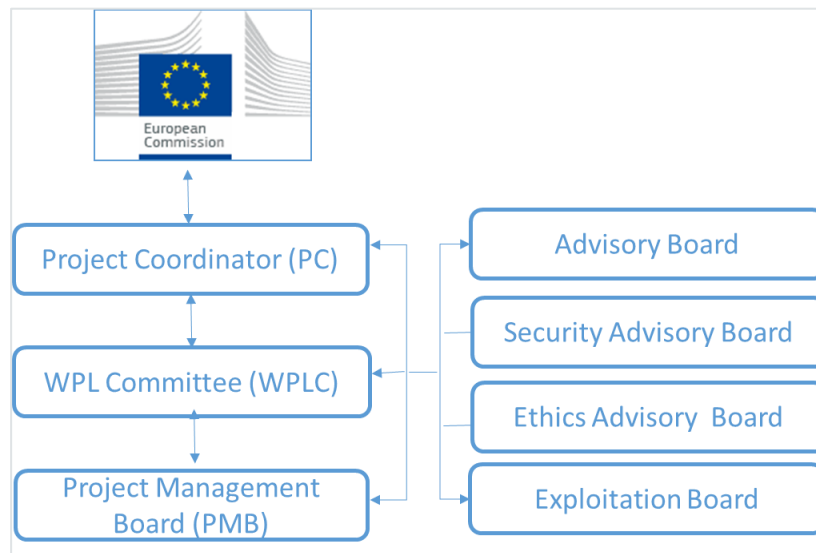 European
Commission
Project Coordinator (PC)
WPL Committee (WPLC)
Project Management
Board (PMB)
Advisory Board
Security Advisory Board
Ethics Advisory  Board
Exploitation Board